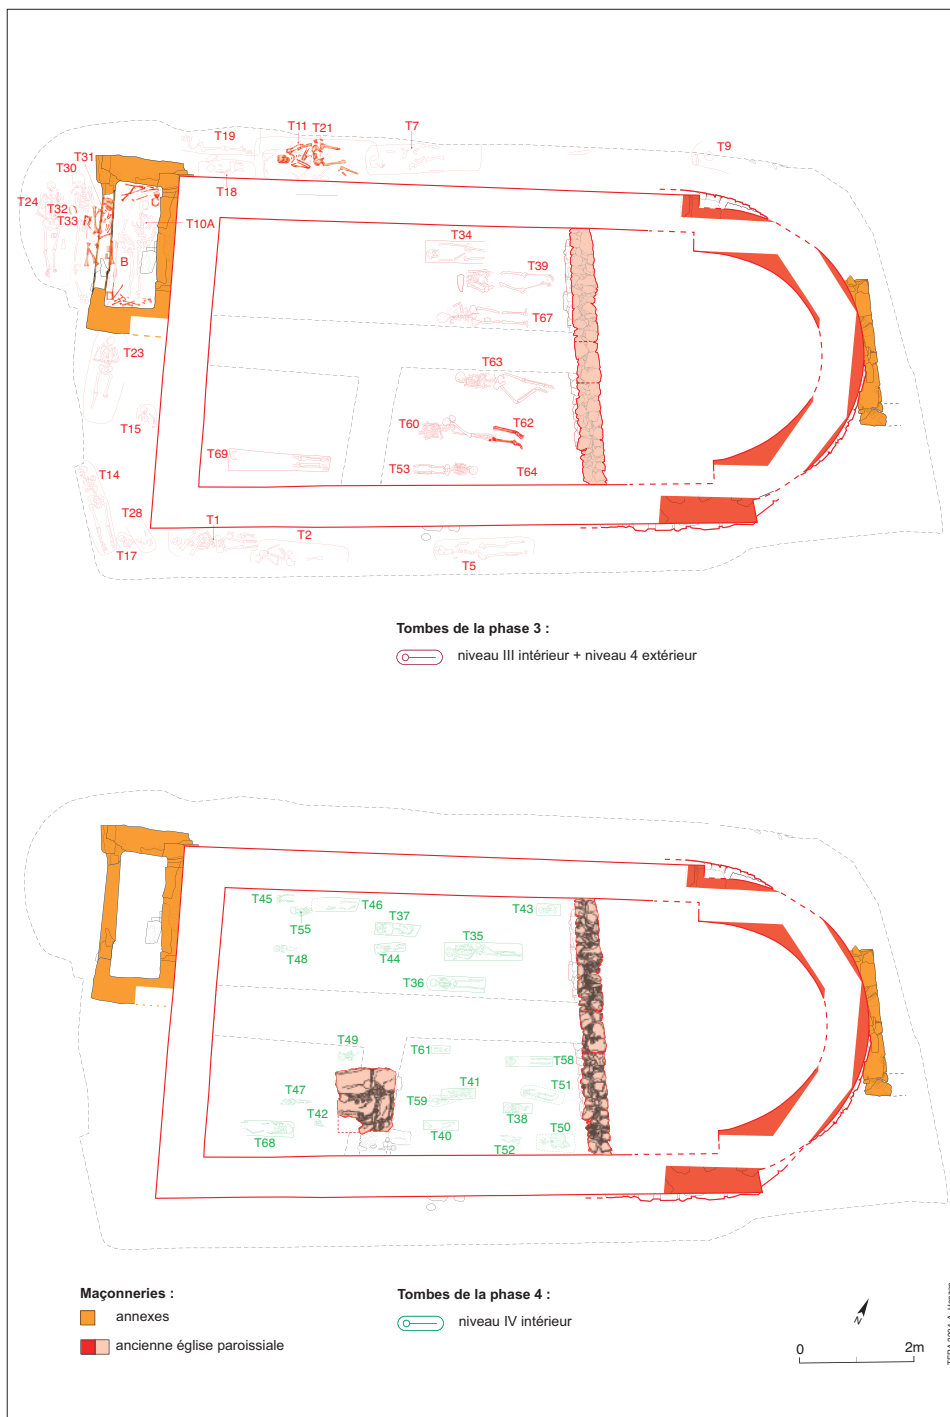 T19
T11
T21
T7
T9
T31
T30
T18
T24
T32
T33
T10A
B
T34
T39
T67
T23
T63
T15
T60
T62
T69
T53
T64
T14
T28
T1
T2
T17
T5
Tombes de la phase 3 :
niveau III intérieur + niveau 4 extérieur
T45
T46
T43
T55
T37
T35
T48
T44
T36
T49
T61
T58
T47
T41
T51
T42
T59
T38
T68
T40
T52
T50
Maçonneries :
annexes
ancienne église paroissiale
Tombes de la phase 4 :
niveau IV intérieur
N
0
2m